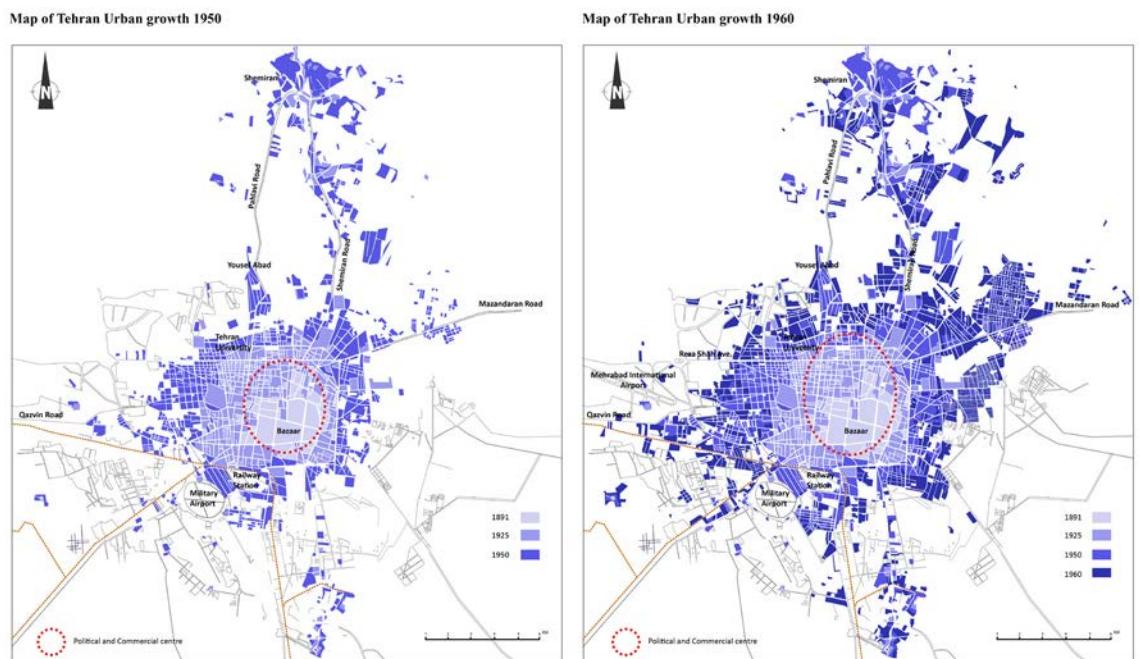 Map of Tehran Urban growth 1950
N
Shemiran
Pahlavi Road
Yousef Abad
Shemiran Road
Mazandaran Road
Tehran
University
Qazvin Road
Bazaar
Railway
Station
Military
Airport
1891
1925
1950
Political and Commercial centre
Map of Tehran Urban growth 1960
N
Shemiran
Pahlavi Road
Yousef Abad
Shemiran Road
Mazandaran Road
Tehran
University
Reza Shah Ave.
Mehrabad International
Airport
Qazvin Road
Bazaar
Railway
Station
Military
Airport
1891
1925
1950
1960
Political and Commercial centre